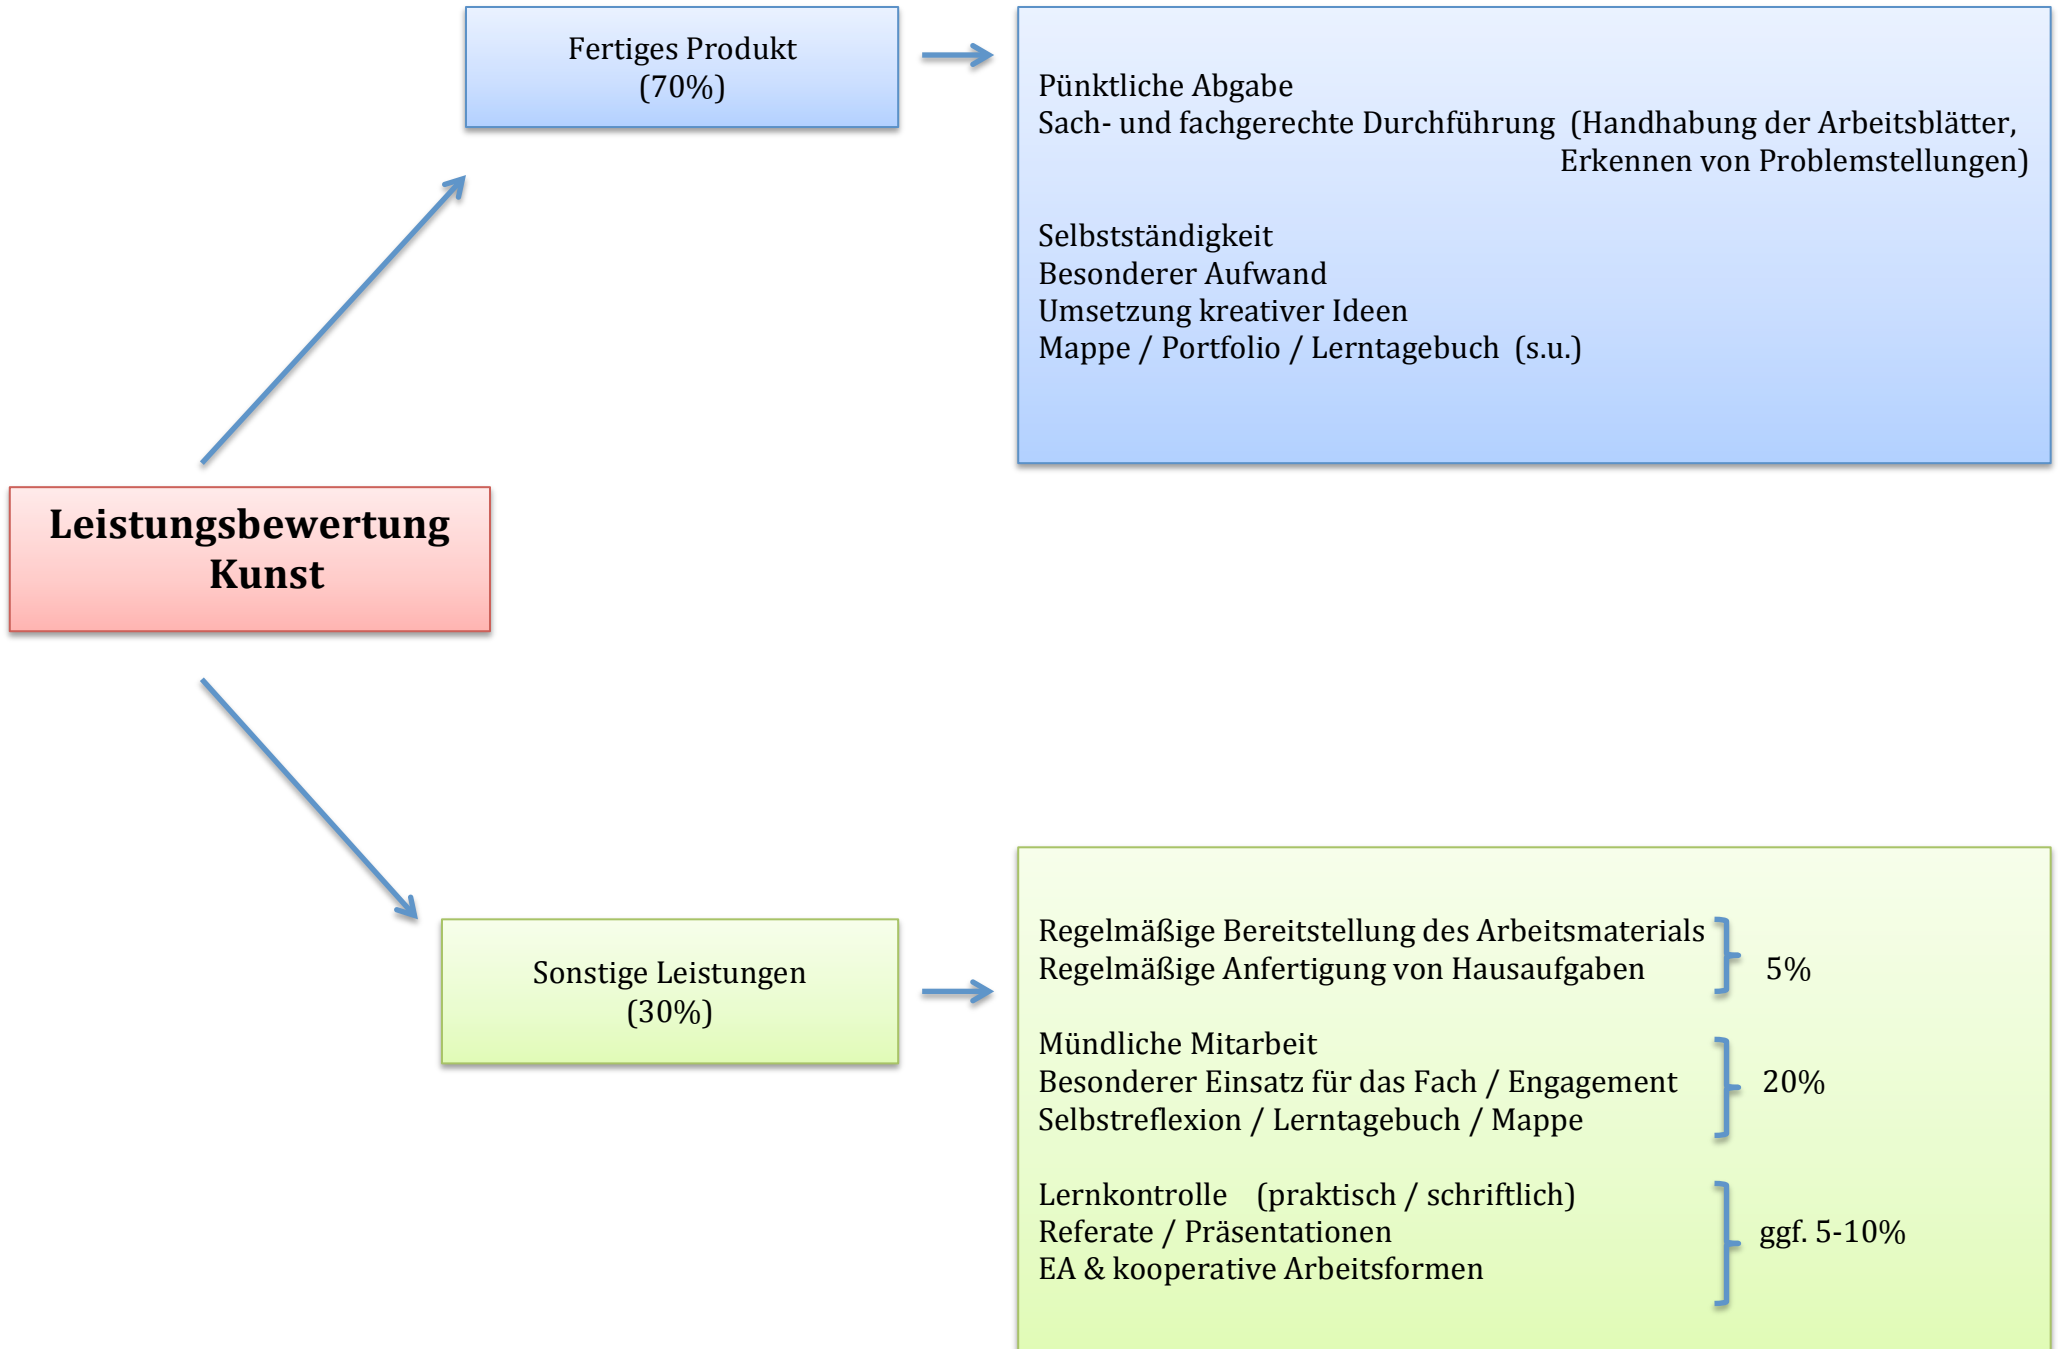 Fertiges Produkt
(70%)
Pünktliche Abgabe
Sach- und fachgerechte Durchführung (Handhabung der Arbeitsblätter,
Erkennen von Problemstellungen)
Selbstständigkeit
Besonderer Aufwand
Umsetzung kreativer Ideen
Mappe / Portfolio / Lerntagebuch (s.u.)
Leistungsbewertung
Kunst
Sonstige Leistungen
(30%)
Regelmäßige Bereitstellung des Arbeitsmaterials
Regelmäßige Anfertigung von Hausaufgaben 5%
Mündliche Mitarbeit
Besonderer Einsatz für das Fach / Engagement 20%
Selbstreflexion / Lerntagebuch / Mappe
Lernkontrolle (praktisch / schriftlich)
Referate / Präsentationen ggf. 5-10%
EA & kooperative Arbeitsformen